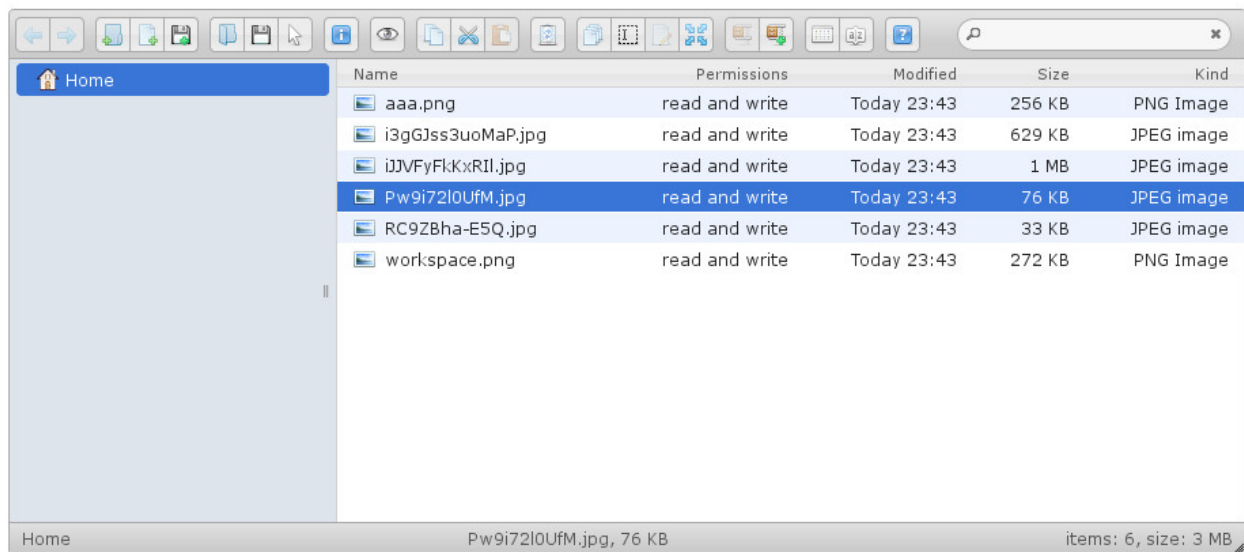 Home
Name Permissions Modified Size Kind
aaa.png read and write Today 23:43 256 KB PNG Image
i3gGJss3uoMaP.jpg read and write Today 23:43 629 KB JPEG image
iJJVFyFkKxRIl.jpg read and write Today 23:43 1 MB JPEG image
Pw9i72l0UfM.jpg read and write Today 23:43 76 KB JPEG image
RC9ZBha-E5Q.jpg read and write Today 23:43 33 KB JPEG image
workspace.png read and write Today 23:43 272 KB PNG Image
Home Pw9i72l0UfM.jpg, 76 KB items: 6, size: 3 MB